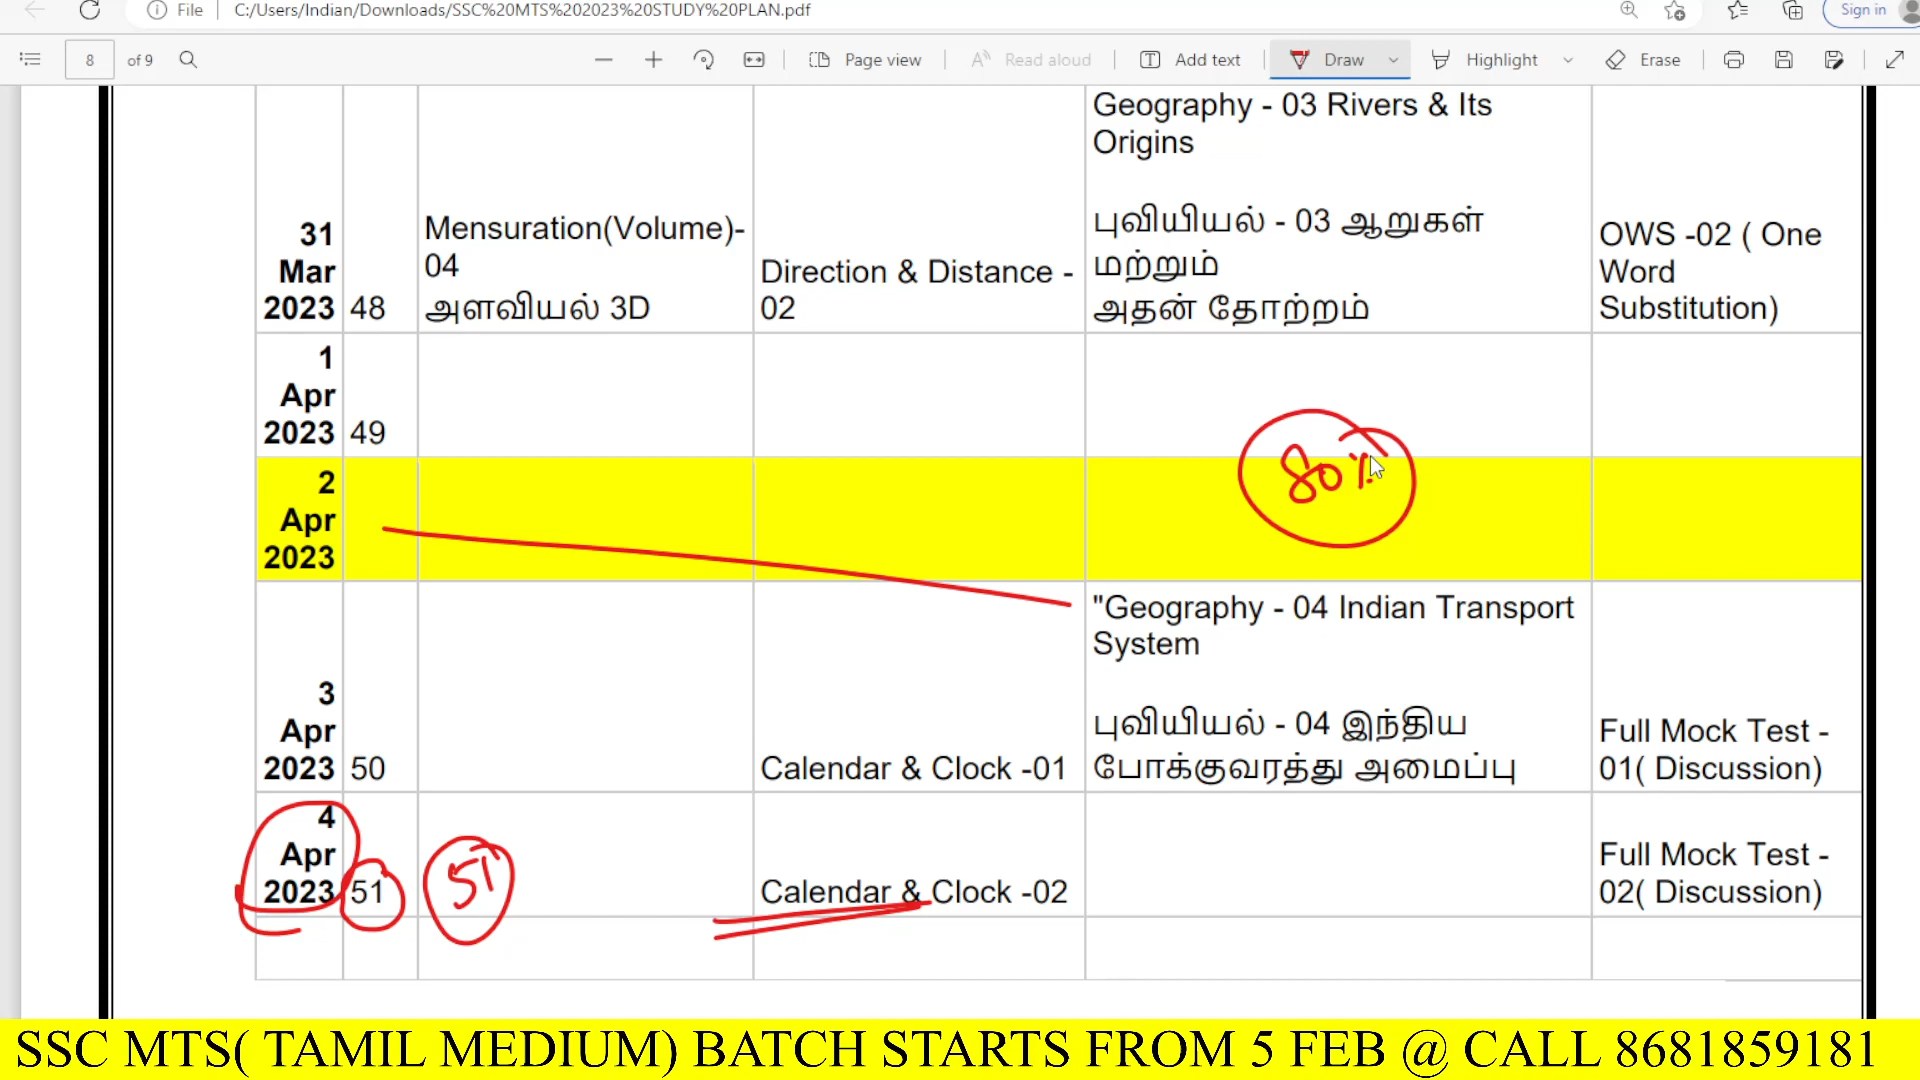 File C:/Users/Indian/Downloads/SSC%20MTS%202023%20STUDY%20PLAN.pdf Sign in
8 of 9 Page view Read aloud Add text Draw Highlight Erase
Geography - 03 Rivers & Its
Origins
புவியியல் - 03 ஆறுகள்
மற்றும்
அதன் தோற்றம்
31
Mar
2023
48
Mensuration(Volume)-
04
அளவியல் 3D
Direction & Distance -
02
OWS -02 ( One
Word
Substitution)
1
Apr
2023
49
80%
2
Apr
2023
3
Apr
2023
50
Calendar & Clock -01
"Geography - 04 Indian Transport
System
புவியியல் - 04 இந்திய
போக்குவரத்து அமைப்பு
Full Mock Test -
01( Discussion)
4
Apr
2023
51
51
Calendar & Clock -02
Full Mock Test -
02( Discussion)
SSC MTS( TAMIL MEDIUM) BATCH STARTS FROM 5 FEB @ CALL 8681859181